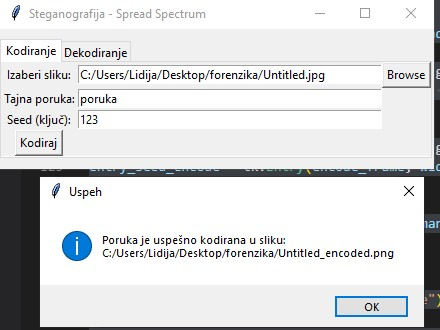 Steganografija - Spread Spectrum
Kodiranje
Dekodiranje
Izaberi sliku:
C:/Users/Lidija/Desktop/forenzika/Untitled.jpg
Browse
Tajna poruka:
poruka
Seed (ključ):
123
Kodiraj
Uspeh
Poruka je uspešno kodirana u sliku:
C:/Users/Lidija/Desktop/forenzika/Untitled_encoded.png
OK